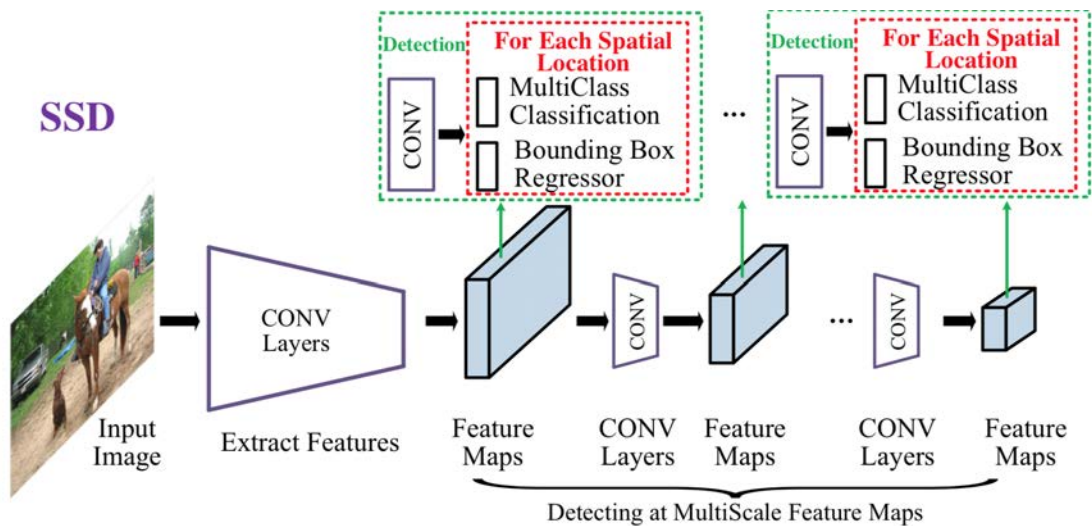 Detection
For Each Spatial
Location
CONV
MultiClass
Classification
Bounding Box
Regressor
...
Detection
For Each Spatial
Location
CONV
MultiClass
Classification
Bounding Box
Regressor
SSD
CONV
Layers
CONV
...
CONV
Input
Image
Extract Features
Feature
Maps
CONV
Layers
Feature
Maps
CONV
Layers
Feature
Maps
Detecting at MultiScale Feature Maps